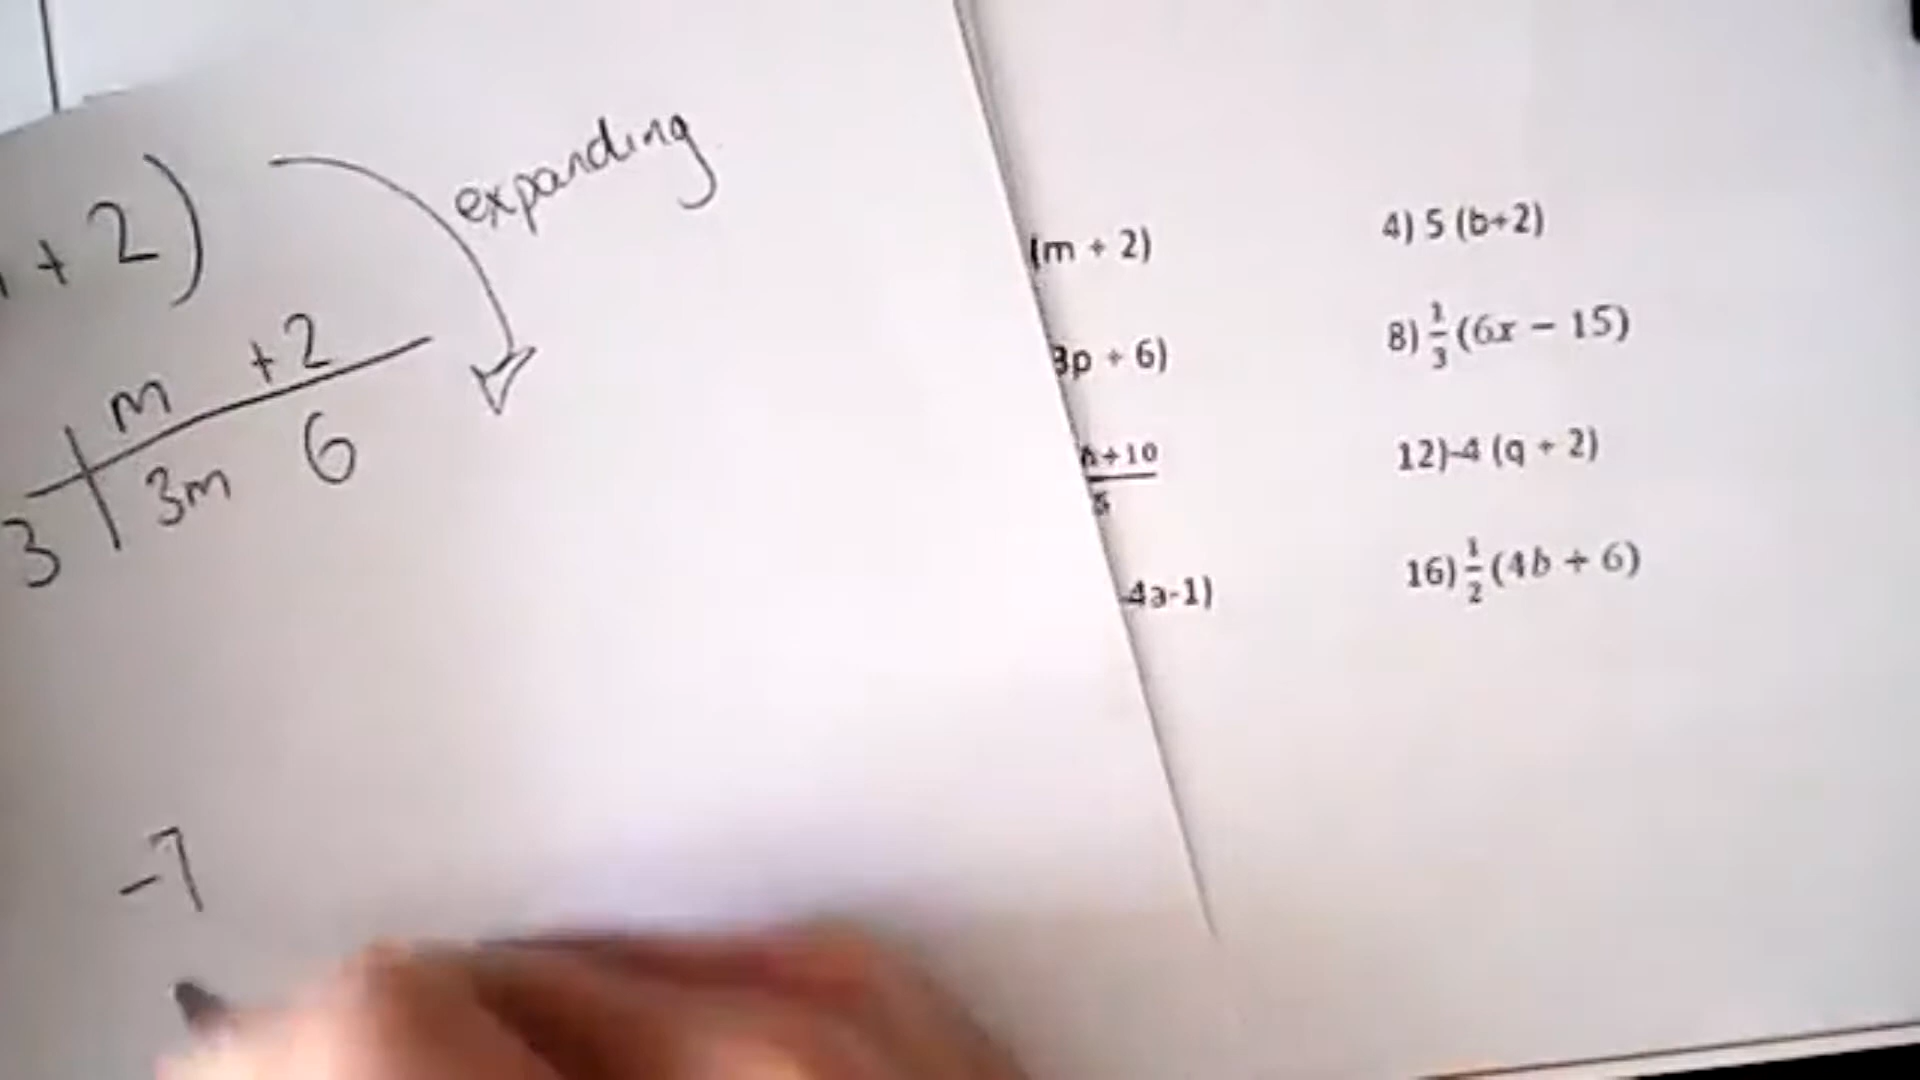 + 2)
expanding
m +2
3 3m 6
-7
(m + 2)
3p + 6)
+10
4a-1)
4) 5 (b+2)
8) 1/3 (6x – 15)
12)-4 (q + 2)
16) 1/2 (4b + 6)